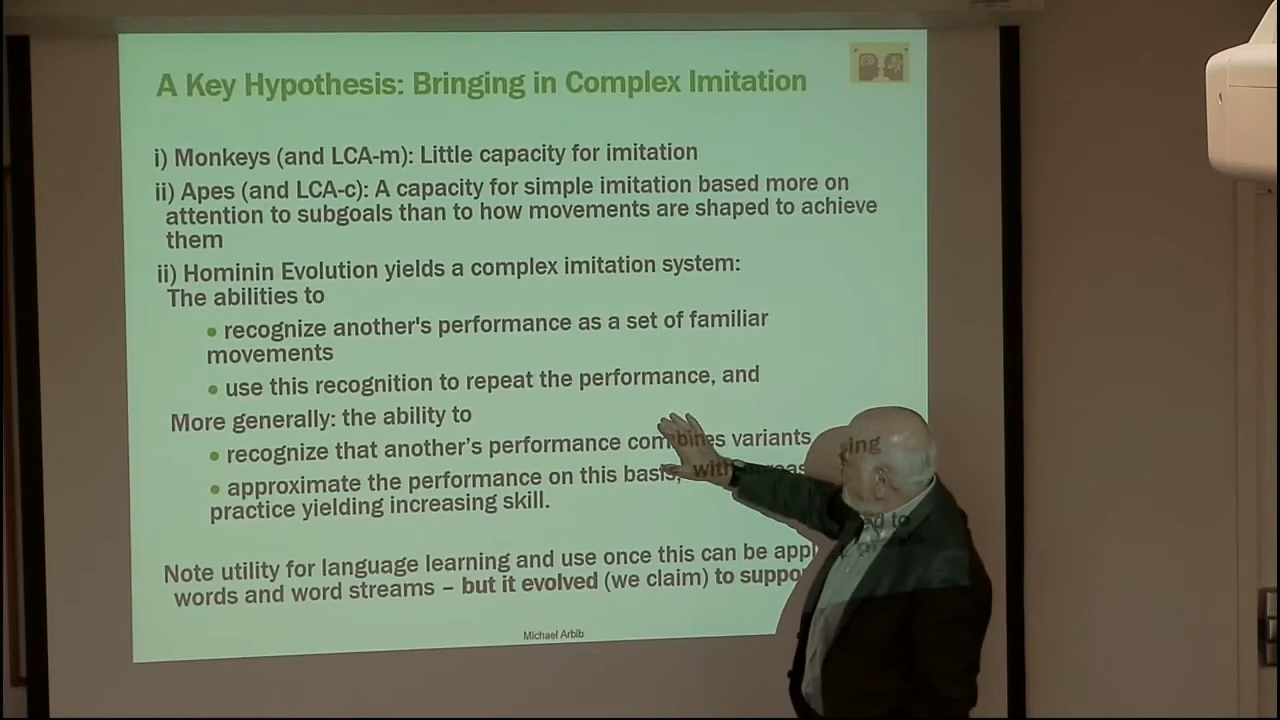 A Key Hypothesis: Bringing in Complex Imitation
i) Monkeys (and LCA-m): Little capacity for imitation
ii) Apes (and LCA-c): A capacity for simple imitation based more on
attention to subgoals than to how movements are shaped to achieve
them
ii) Hominin Evolution yields a complex imitation system:
The abilities to
• recognize another's performance as a set of familiar
movements
• use this recognition to repeat the performance, and
More generally: the ability to
• recognize that another's performance combines variants
• approximate the performance on this basis, with
practice yielding increasing skill.
Note utility for language learning and use once this can be
words and word streams – but it evolved (we claim) to
Michael Arbib